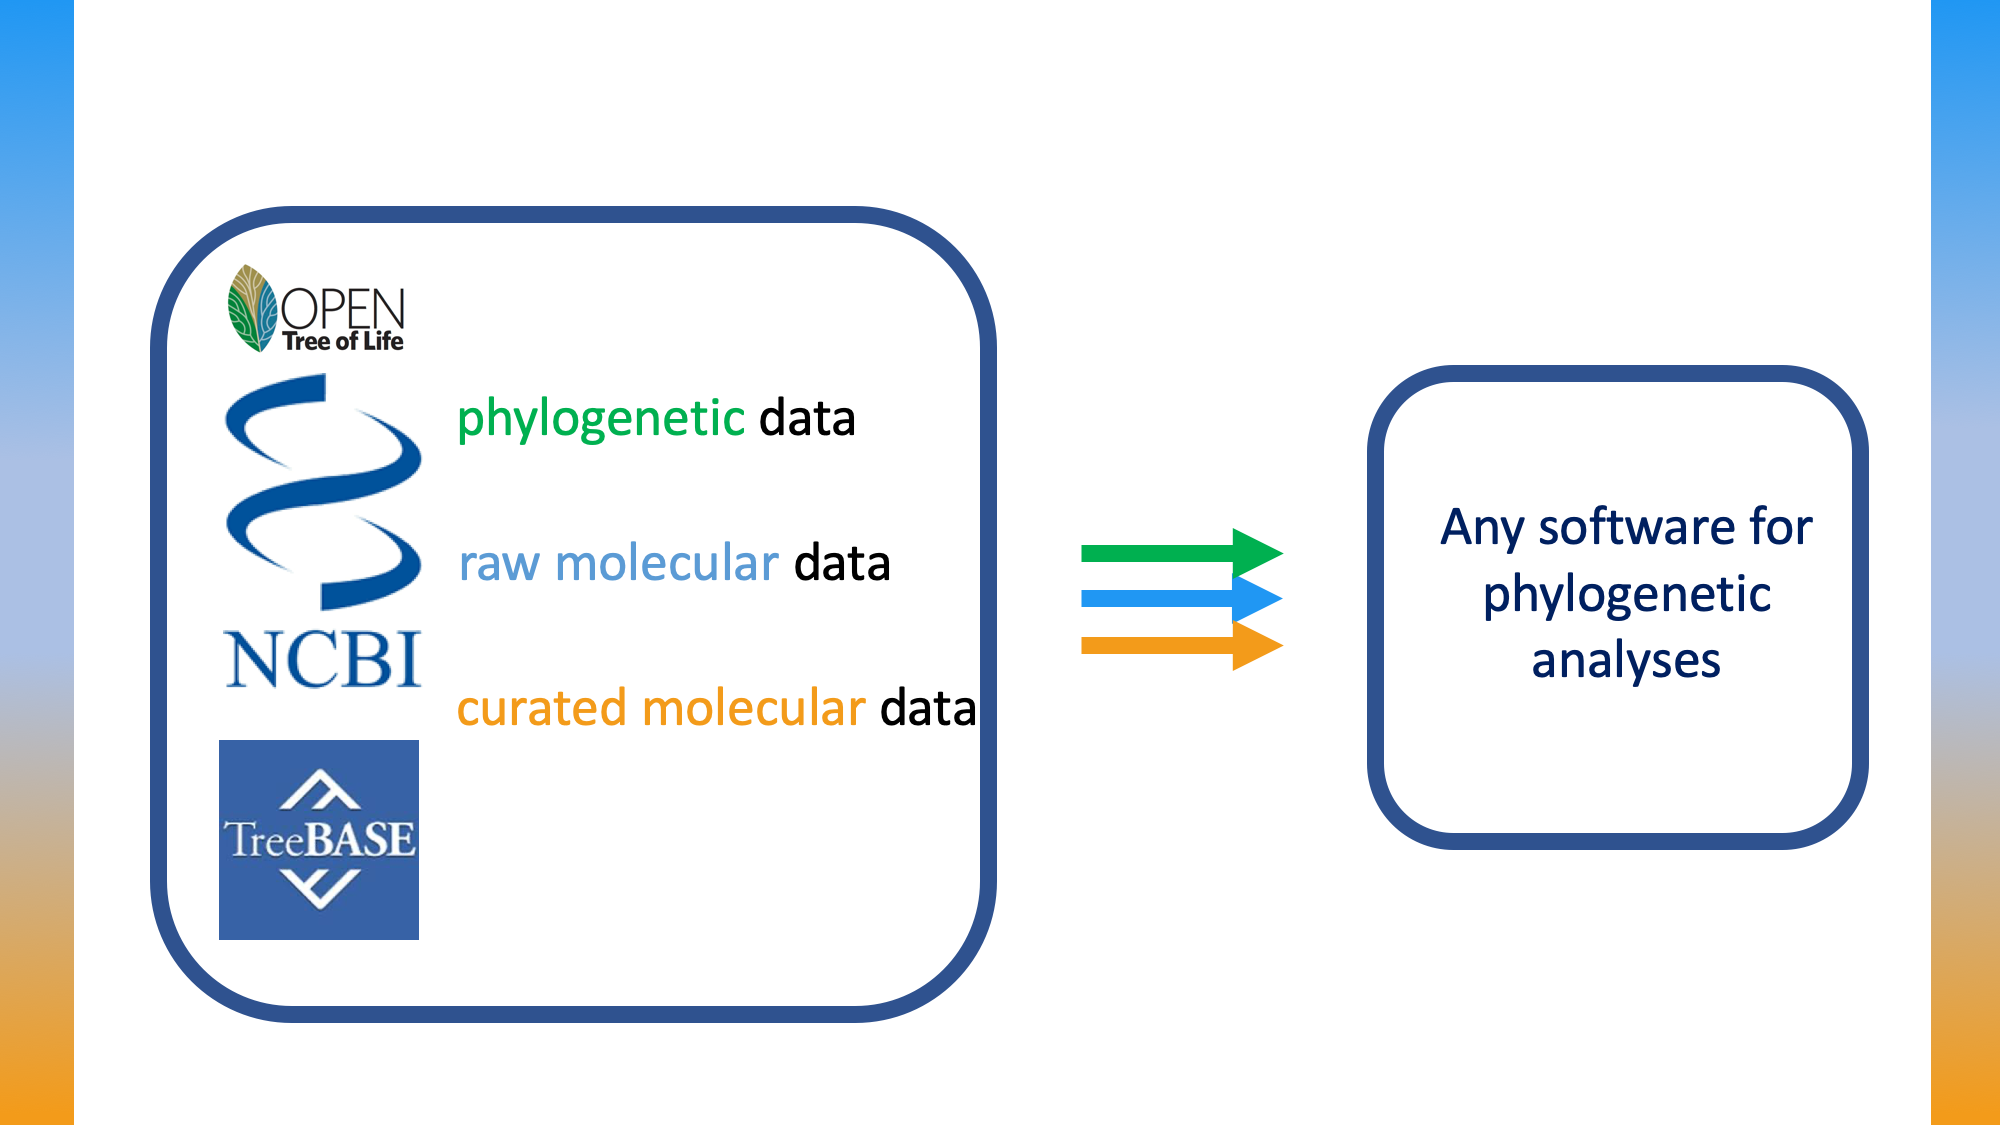 OPEN
Tree of Life
phylogenetic data
raw molecular data
NCBI
curated molecular data
TreeBASE
Any software for
phylogenetic
analyses